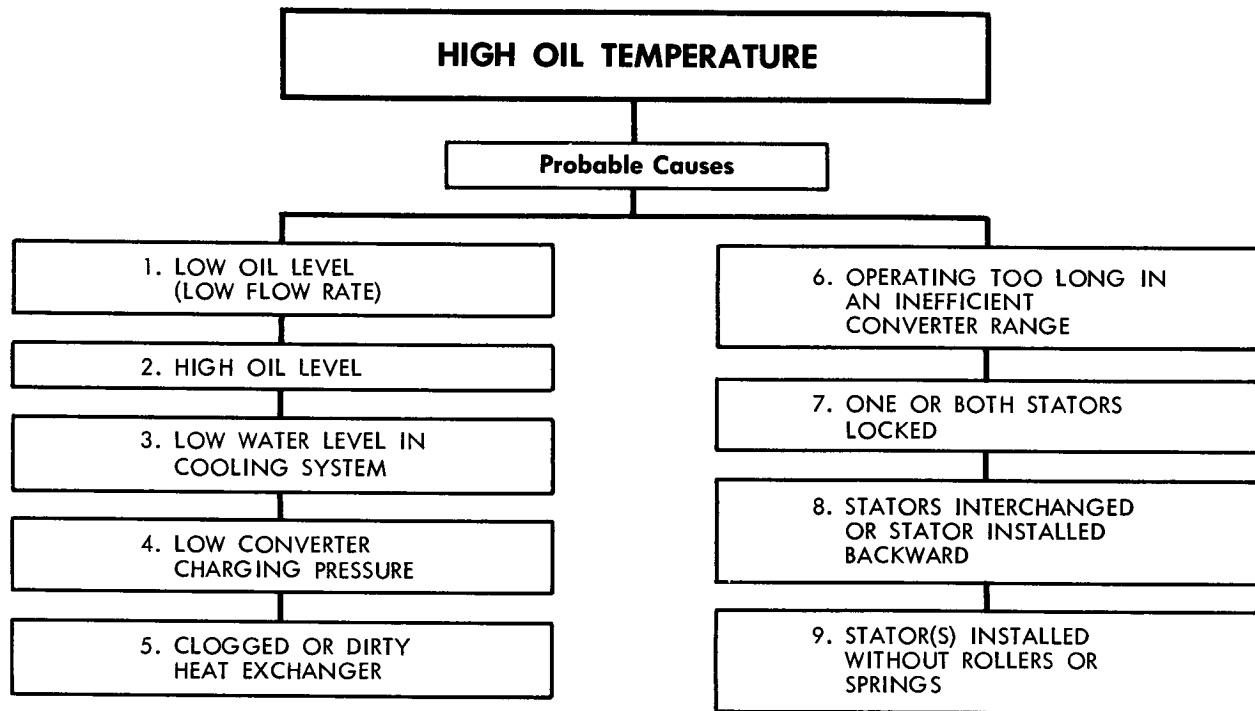 HIGH OIL TEMPERATURE
Probable Causes
1. LOW OIL LEVEL
(LOW FLOW RATE)
2. HIGH OIL LEVEL
3. LOW WATER LEVEL IN
COOLING SYSTEM
4. LOW CONVERTER
CHARGING PRESSURE
5. CLOGGED OR DIRTY
HEAT EXCHANGER
6. OPERATING TOO LONG IN
AN INEFFICIENT
CONVERTER RANGE
7. ONE OR BOTH STATORS
LOCKED
8. STATORS INTERCHANGED
OR STATOR INSTALLED
BACKWARD
9. STATOR(S) INSTALLED
WITHOUT ROLLERS OR
SPRINGS